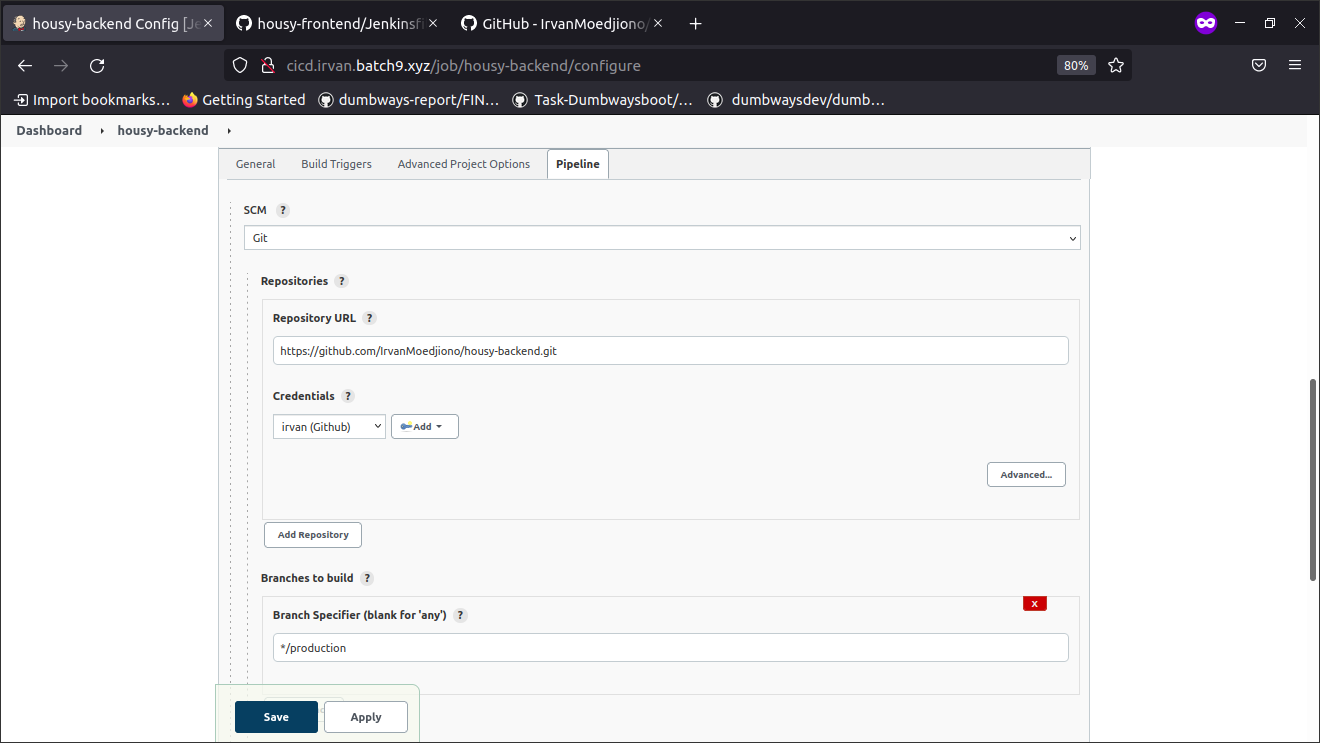 housy-backend Config [Je
housy-frontend/Jenkinsfi
GitHub - IrvanMoedjiono/
cicd.irvan.batch9.xyz/job/housy-backend/configure
80%
Import bookmarks...
Getting Started
dumbways-report/FIN...
Task-Dumbwaysboot/...
dumbwaysdev/dumb...
Dashboard
housy-backend
General
Build Triggers
Advanced Project Options
Pipeline
SCM ?
Git
Repositories ?
Repository URL ?
https://github.com/IrvanMoedjiono/housy-backend.git
Credentials ?
irvan (Github)
Add
Advanced...
Add Repository
Branches to build ?
X
Branch Specifier (blank for 'any') ?
*/production
Save
Apply